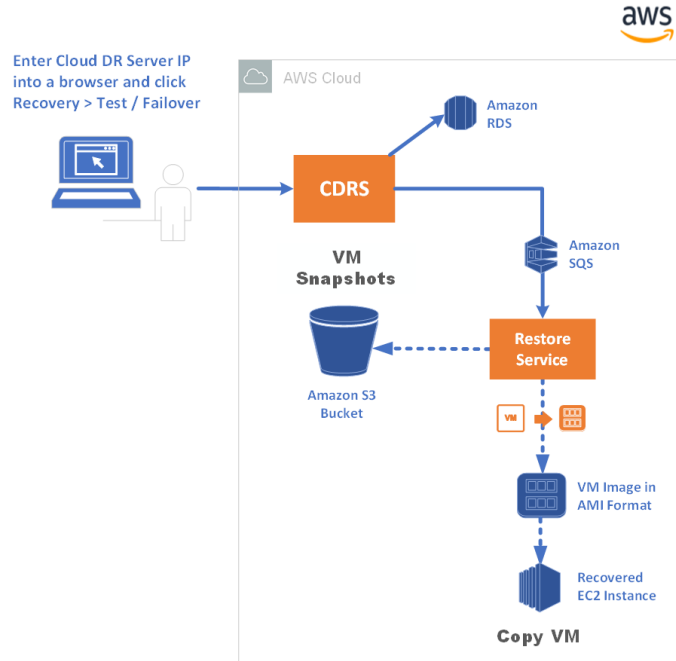 aws
Enter Cloud DR Server IP
into a browser and click
Recovery > Test / Failover
AWS Cloud
Amazon
RDS
CDRS
Amazon
SQS
VM
Snapshots
Restore
Service
Amazon S3
Bucket
VM
VM Image in
AMI Format
Recovered
EC2 Instance
Copy VM